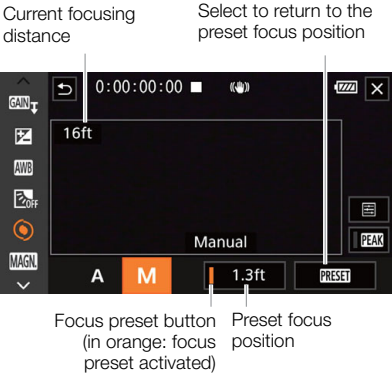 Current focusing
distance
Select to return to the
preset focus position
0:00:00:00
GAIN
16ft
AWB
OFF
Manual
PEAK
MAGN.
A M 1.3ft PRESET
Focus preset button
(in orange: focus
preset activated)
Preset focus
position